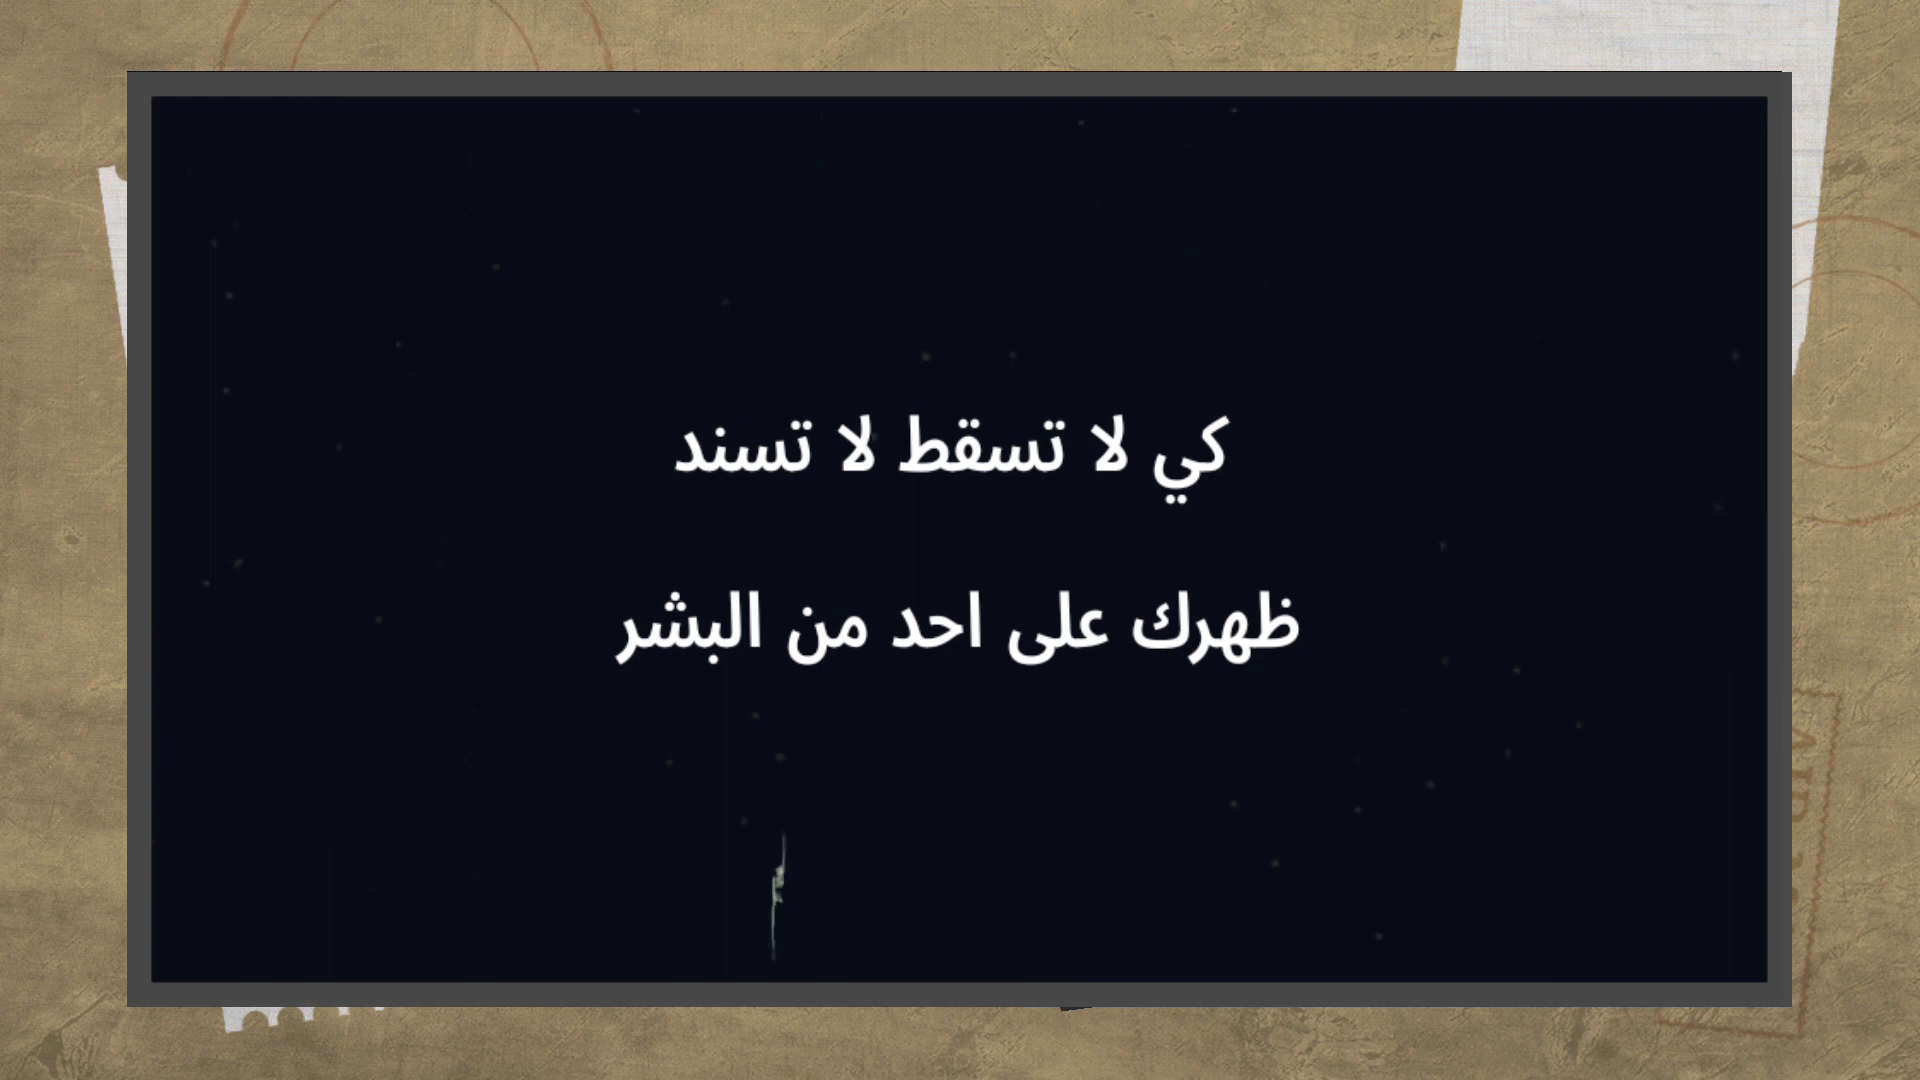 كي لا تسقط لا تسند
ظهرك على احد من البشر